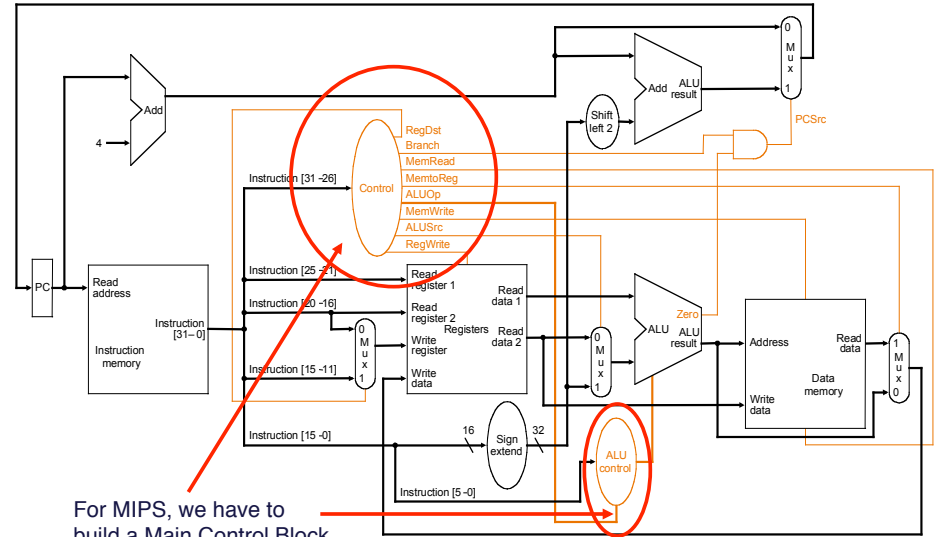 0
M
u
x
1
Add
4
Add
ALU
result
Shift
left 2
PCSrc
RegDst
Branch
MemRead
MemtoReg
ALUOp
MemWrite
ALUSrc
RegWrite
Control
Instruction [31-26]
Instruction [25-21]
Instruction [20-16]
Instruction [15-11]
Instruction [15-0]
Instruction [5-0]
PC
Read
address
Instruction
[31-0]
Instruction
memory
0
M
u
x
1
Read
register 1
Read
register 2
Write
register
Write
data
Registers
Read
data 1
Read
data 2
0
M
u
x
1
Zero
ALU
ALU
result
Address
Write
data
Read
data
Data
memory
1
M
u
x
0
16
Sign
extend
32
ALU
control
For MIPS, we have to
build a Main Control Block